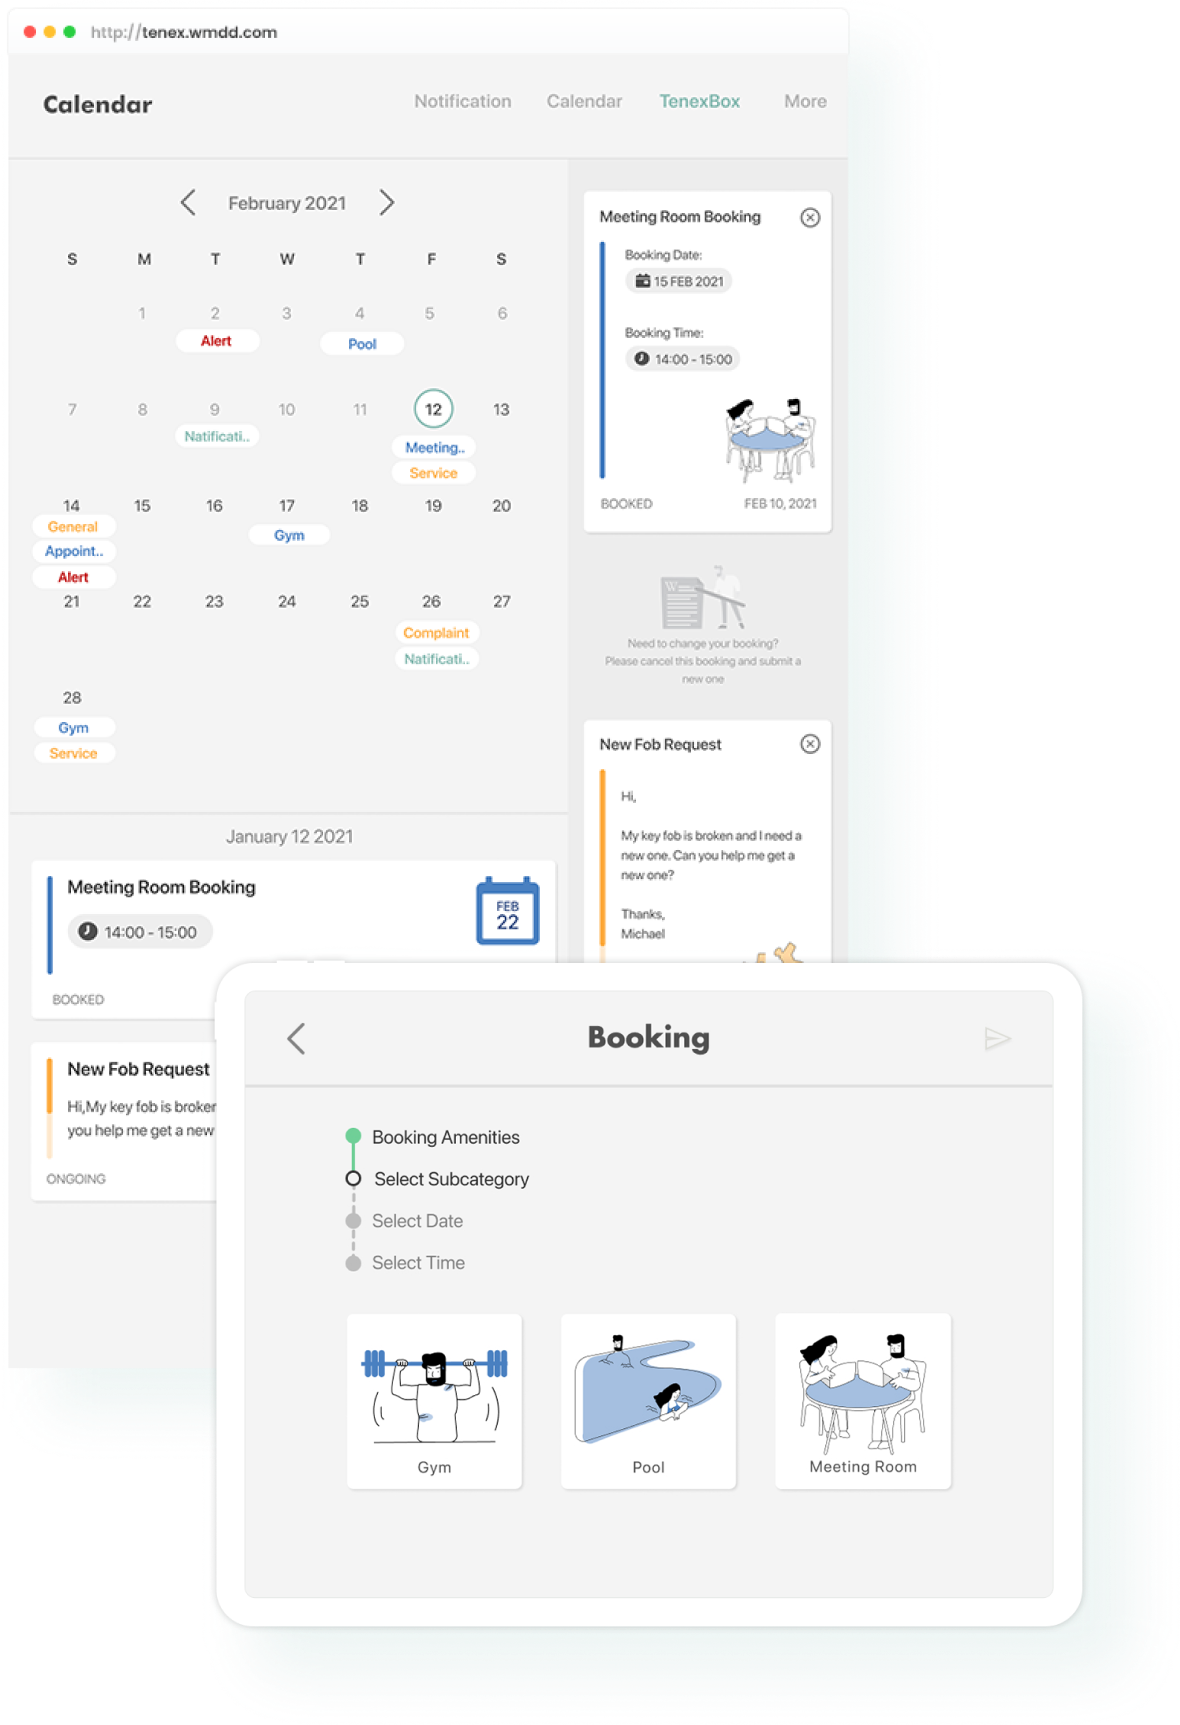 http://tenex.wmdd.com
Calendar
Notification Calendar TenexBox More
February 2021
S M T W T F S
1 2 3 4 5 6
Alert Pool
7 8 9 10 11 12 13
Natificati..
Meeting..
Service
14 15 16 17 18 19 20
General
Gym
Appoint..
Alert
21 22 23 24 25 26 27
Complaint
Natificati..
28
Gym
Service
Meeting Room Booking
Booking Date:
15 FEB 2021
Booking Time:
14:00 - 15:00
BOOKED FEB 10, 2021
W
Need to change your booking?
Please cancel this booking and submit a
new one
New Fob Request
Hi,
My key fob is broken and I need a
new one. Can you help me get a
new one?
Thanks,
Michael
January 12 2021
Meeting Room Booking
14:00 - 15:00
FEB
22
BOOKED
New Fob Request
Hi,My key fob is broken
you help me get a new
ONGOING
Booking
Booking Amenities
Select Subcategory
Select Date
Select Time
Gym Pool Meeting Room